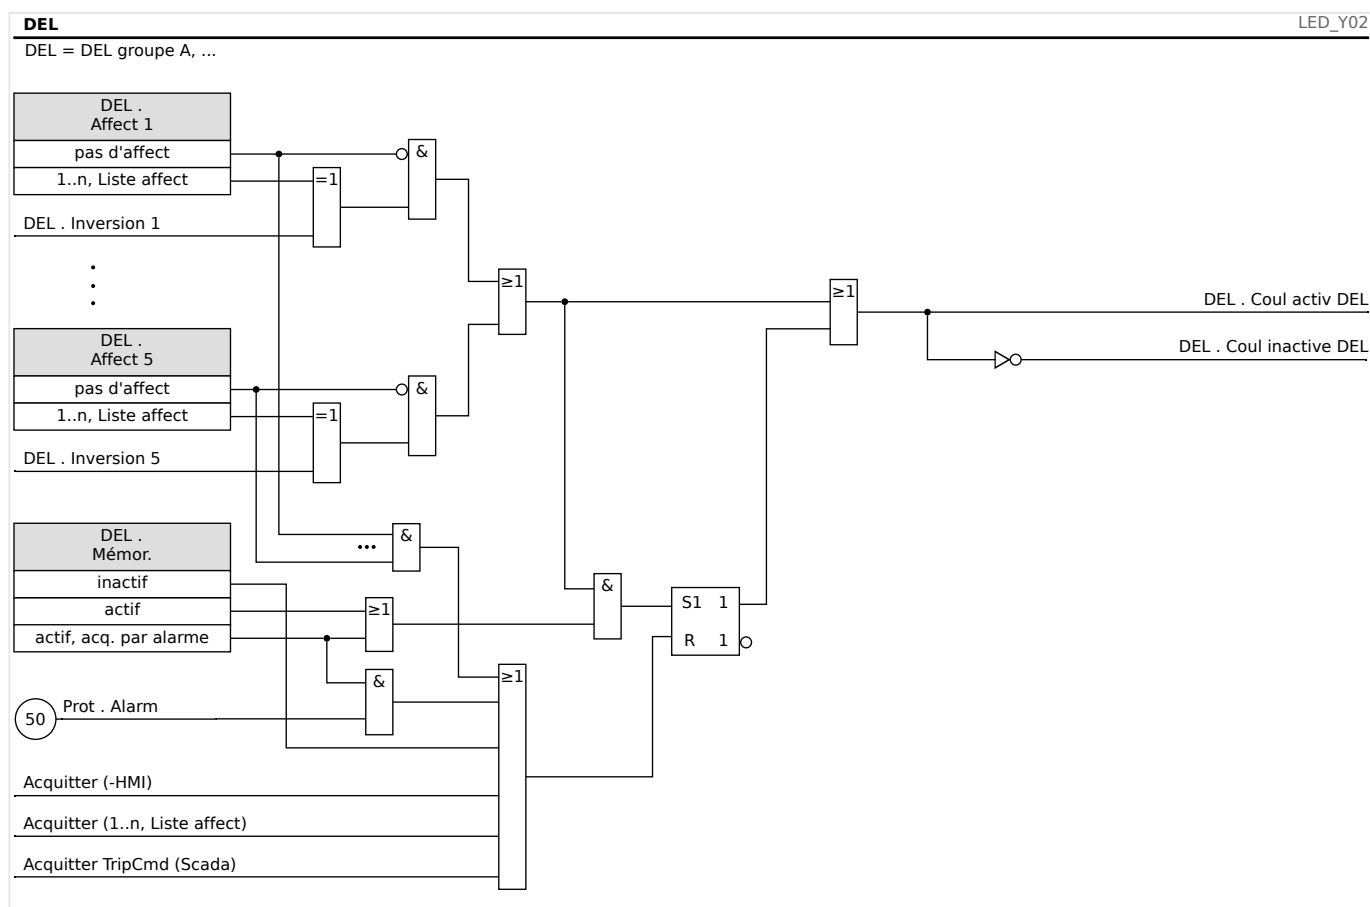 DEL
LED_Y02
DEL = DEL groupe A, ...
DEL .
Affect 1
pas d'affect
1..n, Liste affect
DEL . Inversion 1
&
=1
DEL .
Affect 5
pas d'affect
1..n, Liste affect
DEL . Inversion 5
&
=1
≥1
≥1
DEL . Coul activ DEL
DEL . Coul inactive DEL
DEL .
Mémor.
inactif
actif
actif, acq. par alarme
&
...
≥1
&
S1 1
R 1
&
≥1
50
Prot . Alarm
Acquitter (-HMI)
Acquitter (1..n, Liste affect)
Acquitter TripCmd (Scada)